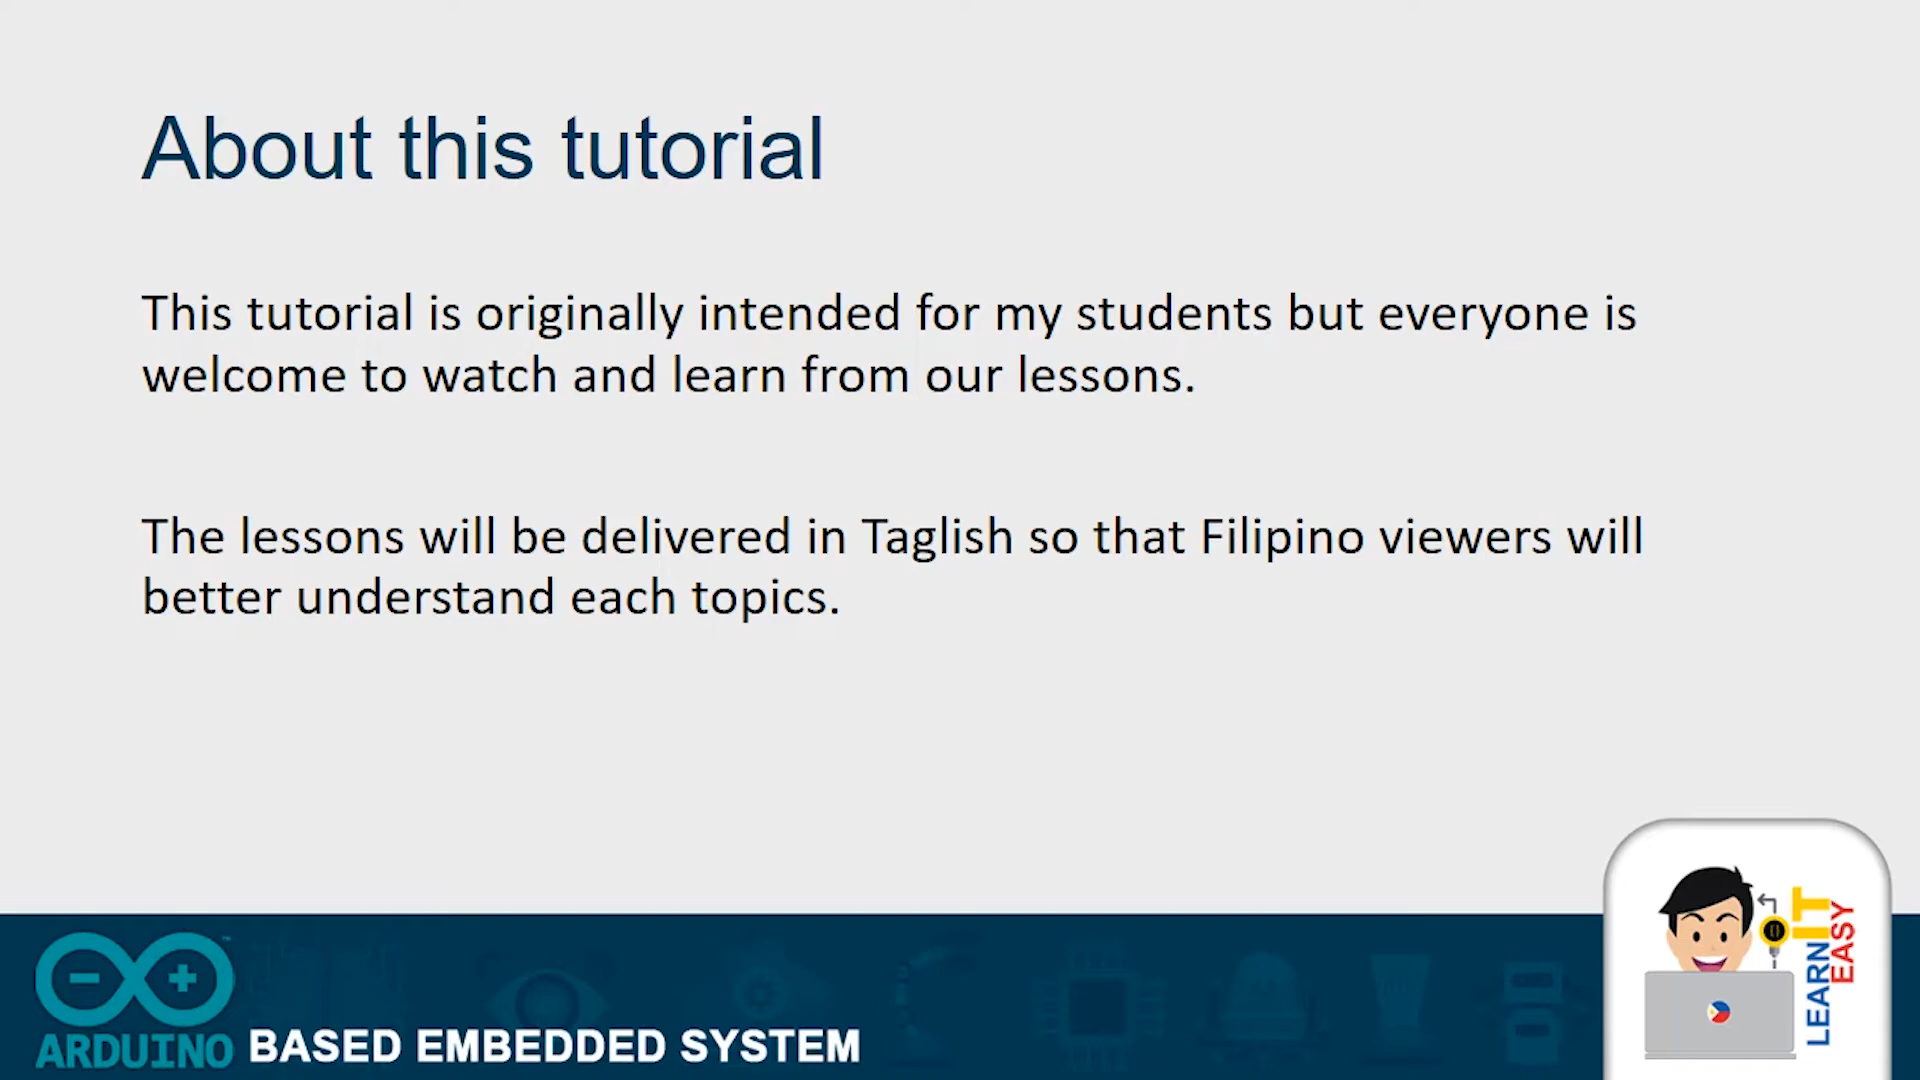 About this tutorial
This tutorial is originally intended for my students but everyone is
welcome to watch and learn from our lessons.
The lessons will be delivered in Taglish so that Filipino viewers will
better understand each topics.
ARDUINO BASED EMBEDDED SYSTEM
LEARN IT
EASY